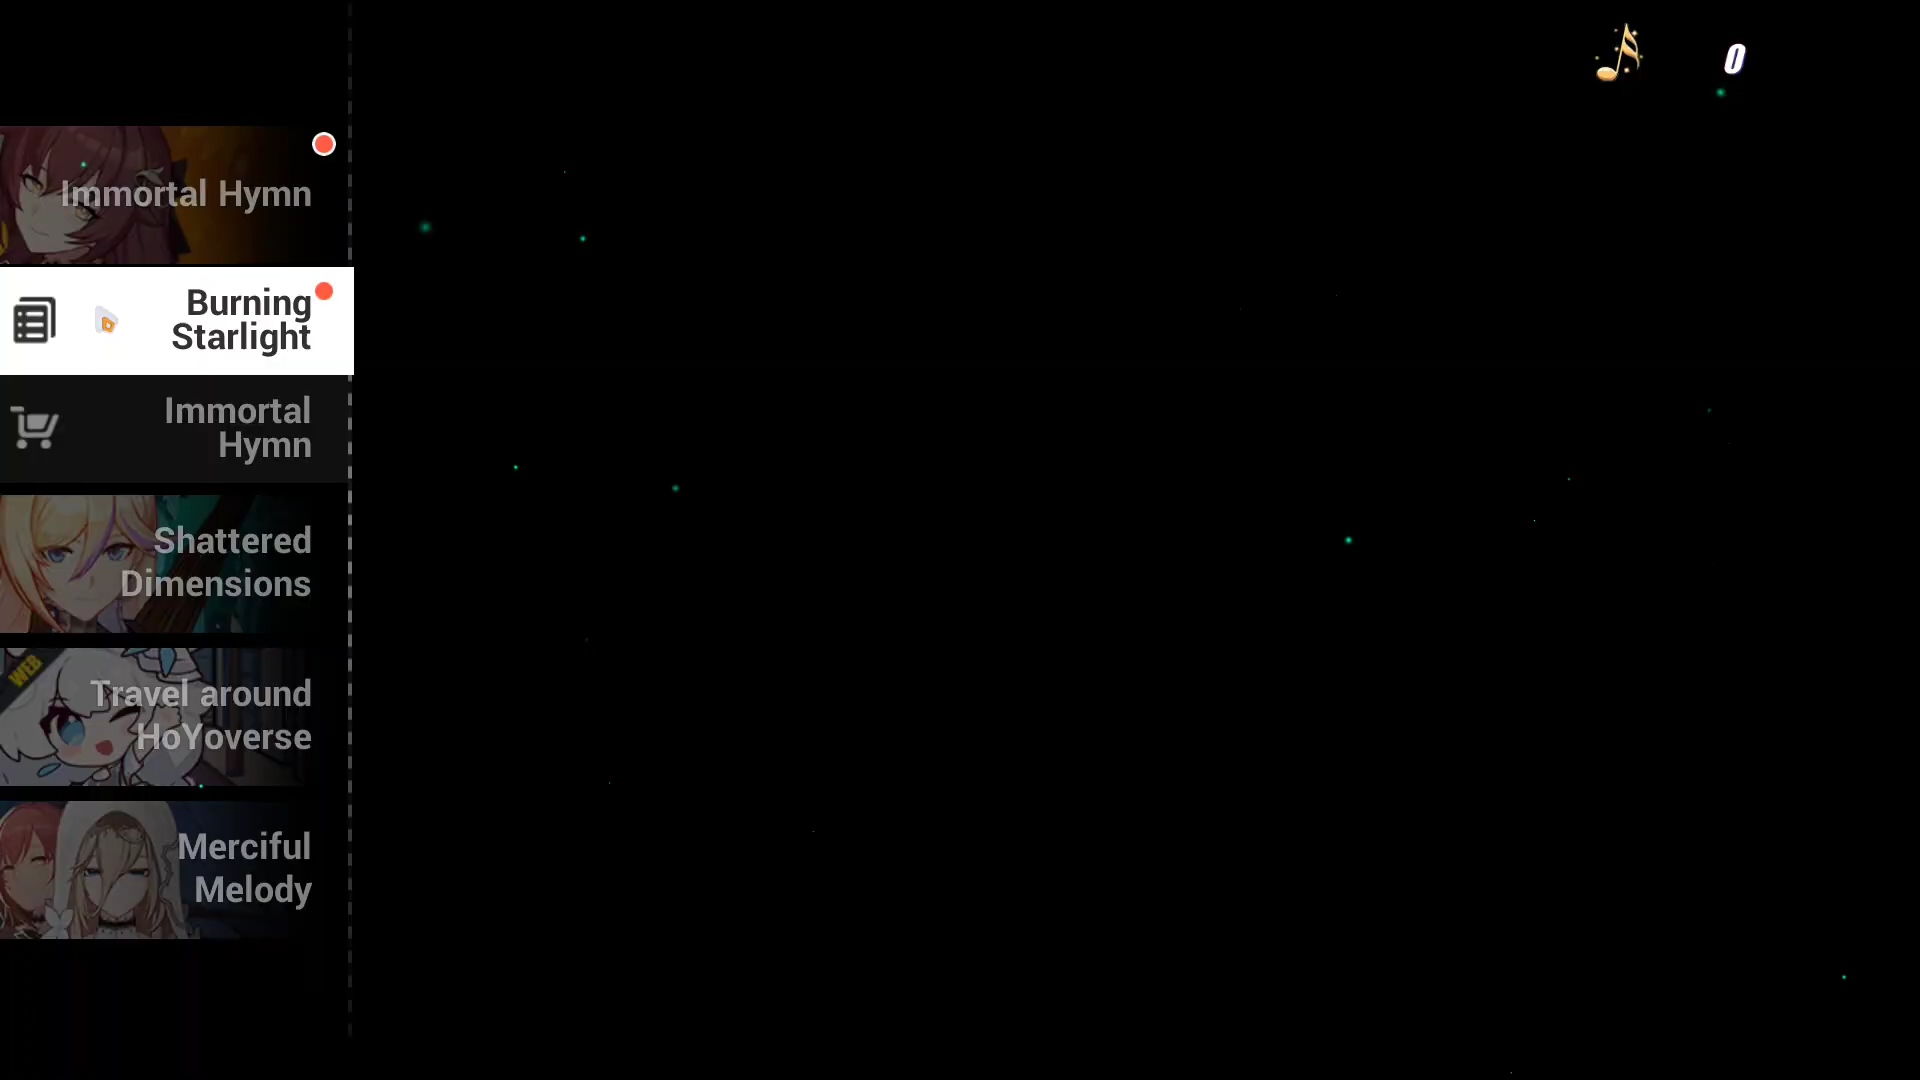 0
Immortal Hymn
Burning
Starlight
Immortal
Hymn
Shattered
Dimensions
WEB
Travel around
HoYoverse
Merciful
Melody